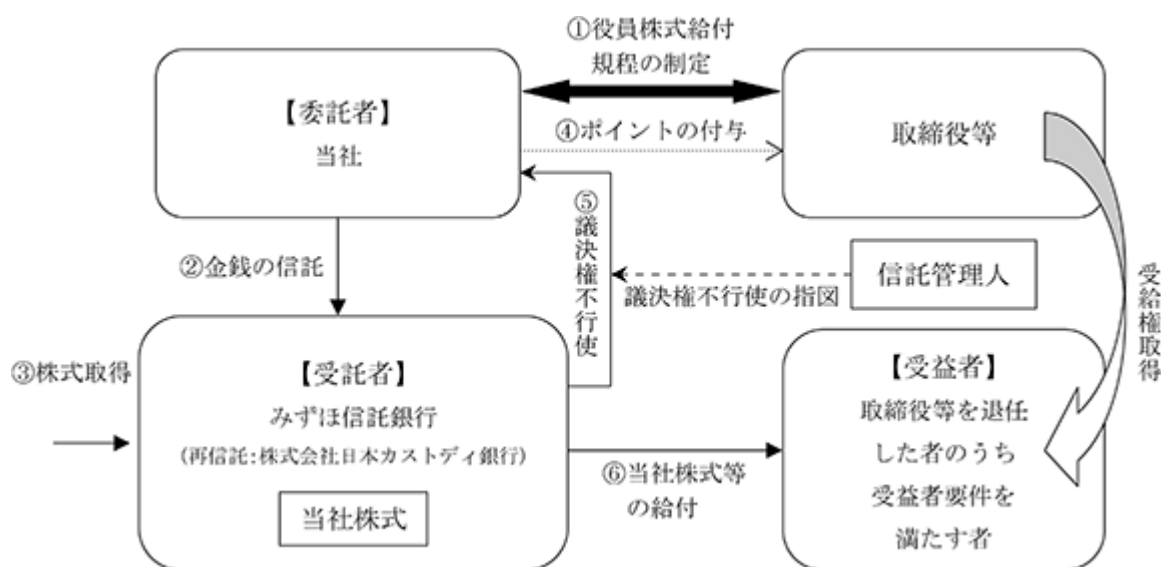 ①役員株式給付
規程の制定
【委託者】
当社
④ポイントの付与
取締役等
②金銭の信託
⑤議決権不行使
議決権不行使の指図
信託管理人
受給権取得
③株式取得
【受託者】
みずほ信託銀行
(再信託:株式会社日本カストディ銀行)
当社株式
⑥当社株式等
の給付
【受益者】
取締役等を退任
した者のうち
受益者要件を
満たす者